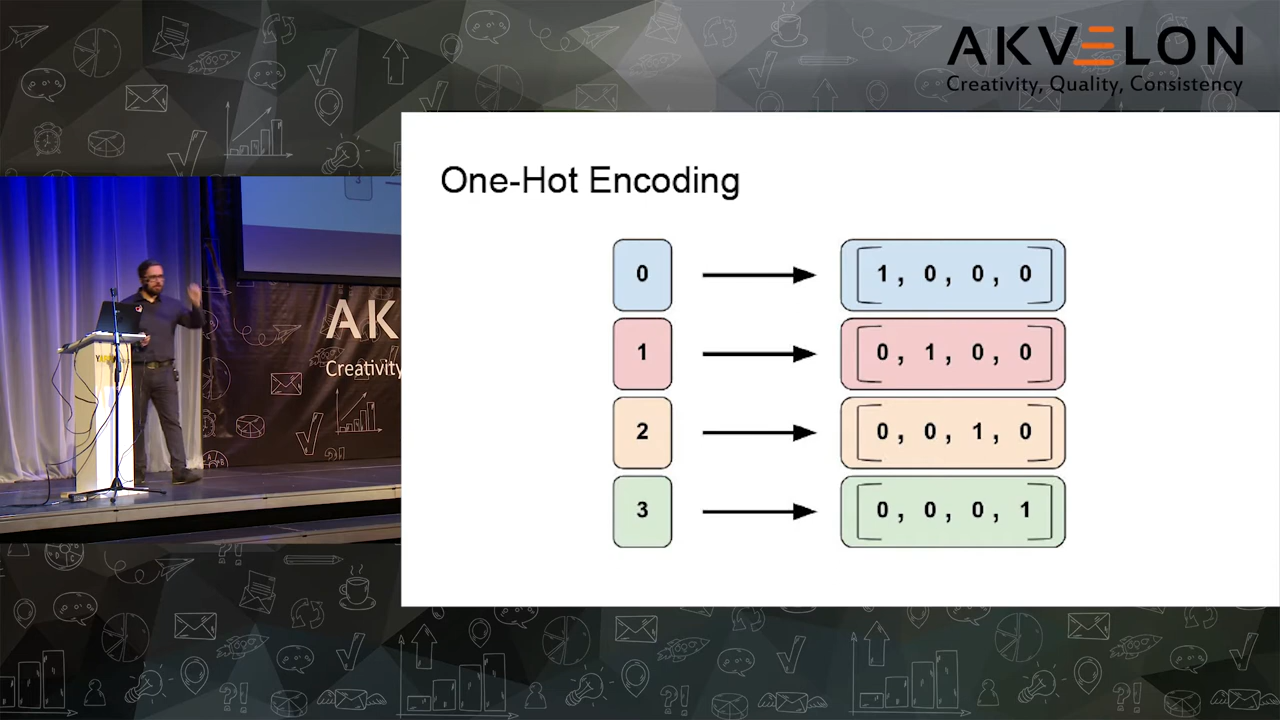 AKVELON
Creativity, Quality, Consistency
One-Hot Encoding
0 [1, 0, 0, 0]
1 [0, 1, 0, 0]
2 [0, 0, 1, 0]
3 [0, 0, 0, 1]
AK
Creativity